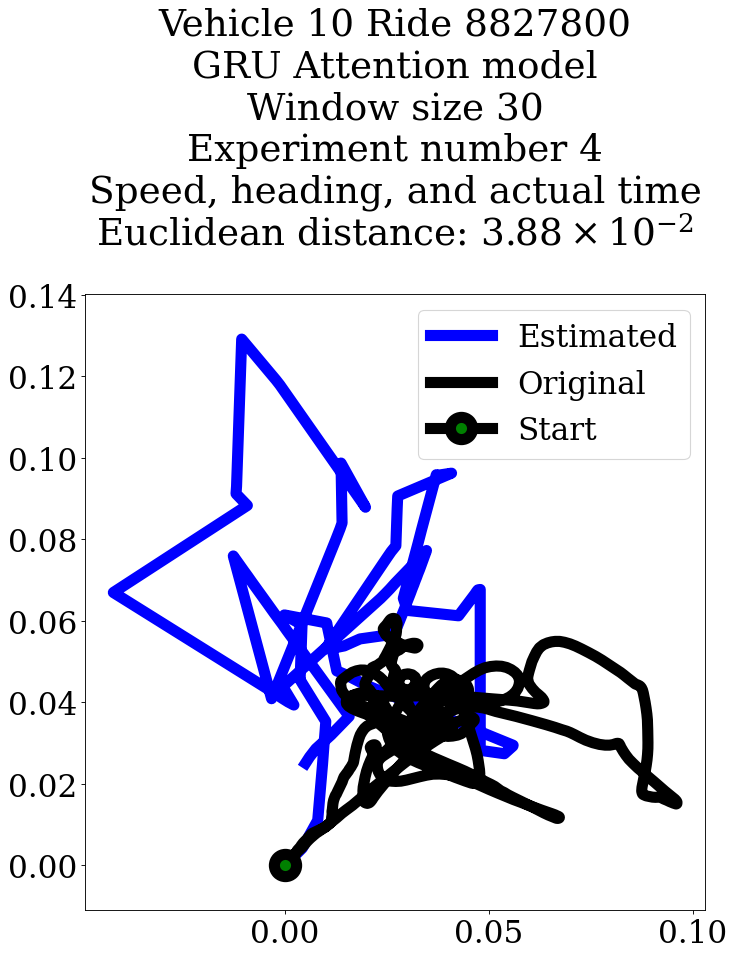 Vehicle 10 Ride 8827800
GRU Attention model
Window size 30
Experiment number 4
Speed, heading, and actual time
Euclidean distance: 3.88 × 10⁻²
0.14
0.12
0.10
0.08
0.06
0.04
0.02
0.00
Estimated
Original
Start
0.00 0.05 0.10